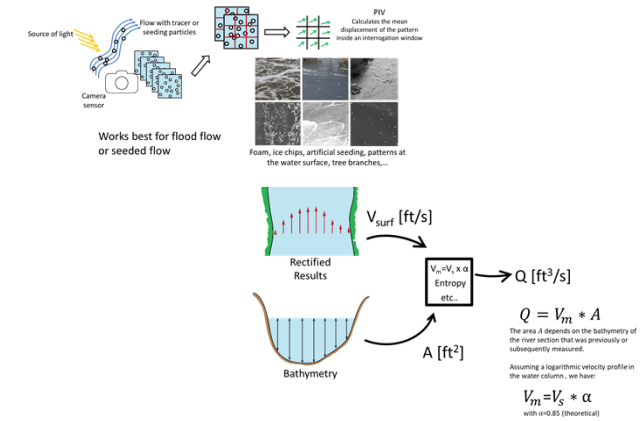 PIV
Calculates the mean
displacement of the pattern
inside an interrogation window
Flow with tracer or
seeding particles
Source of light
Camera
sensor
Works best for flood flow
or seeded flow
Foam, ice chips, artificial seeding, patterns at
the water surface, tree branches,...
Vsurf [ft/s]
Rectified
Results
Vm=Vs x α
Entropy
etc..
Q [ft³/s]
A [ft²]
Bathymetry
Q = Vm * A
The area A depends on the bathymetry of
the river section that was previously or
subsequently measured.
Assuming a logarithmic velocity profile in
the water column , we have:
Vm=Vs * α
with α=0.85 (theoretical)